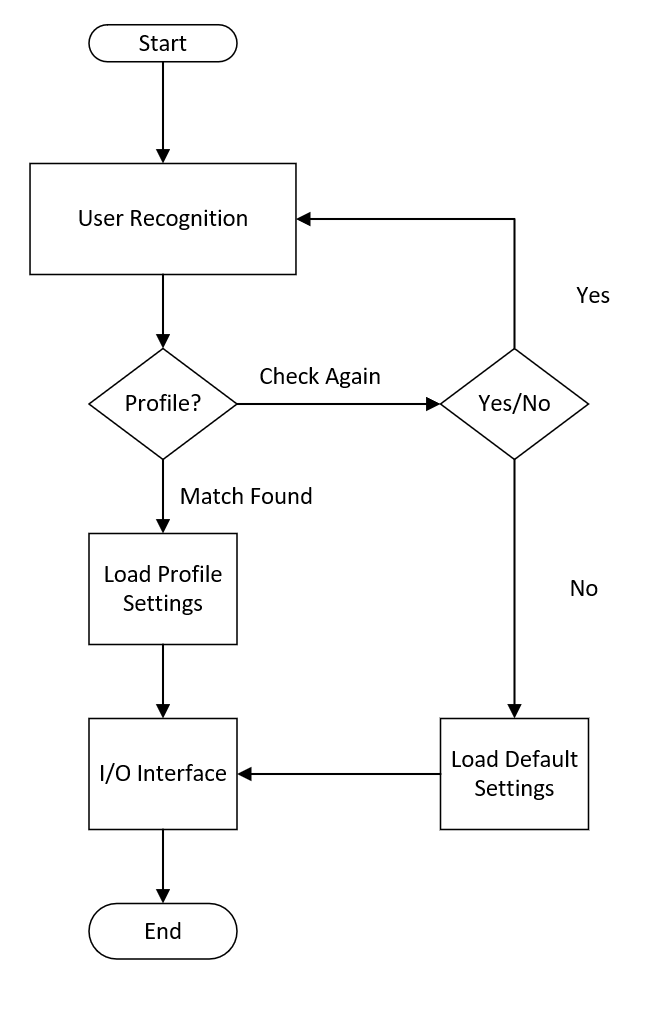 Start
User Recognition
Yes
Check Again
Profile?
Yes/No
Match Found
Load Profile
Settings
No
I/O Interface
Load Default
Settings
End